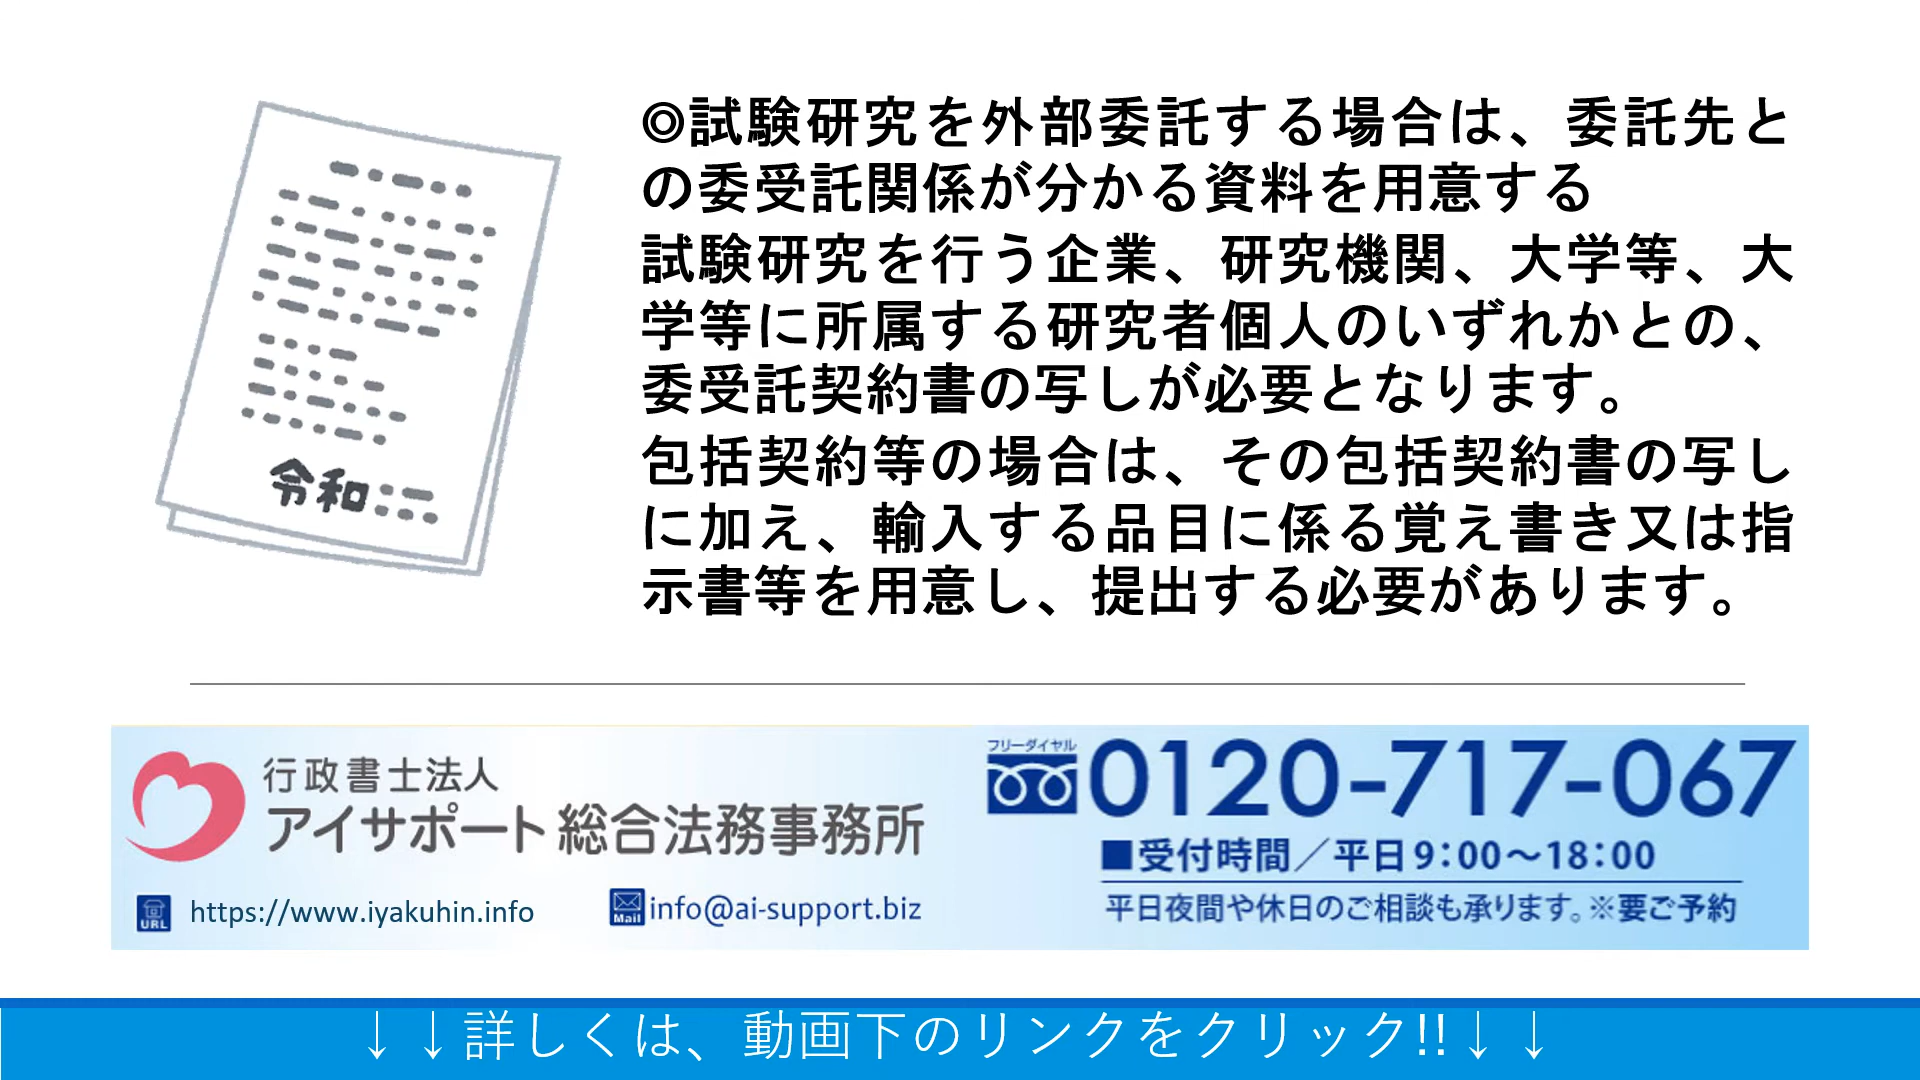 ◎試験研究を外部委託する場合は、委託先と
の委受託関係が分かる資料を用意する
試験研究を行う企業、研究機関、大学等、大
学等に所属する研究者個人のいずれかとの、
委受託契約書の写しが必要となります。
包括契約等の場合は、その包括契約書の写し
に加え、輸入する品目に係る覚え書き又は指
示書等を用意し、提出する必要があります。
令和
行政書士法人
アイサポート総合法務事務所
URL
https://www.iyakuhin.info
Mail
info@ai-support.biz
フリーダイヤル
0120-717-067
■受付時間／平日9:00～18:00
平日夜間や休日のご相談も承ります。※要ご予約
↓↓詳しくは、動画下のリンクをクリック!!↓↓